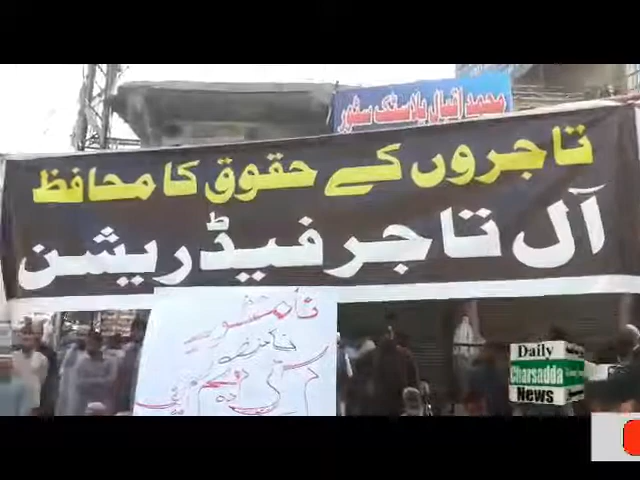 محمد اقبال پلاسٹک سٹور
تاجروں کے حقوق کا محافظ
آل تاجر فیڈریشن
نامنظور
Daily
Charsadda
News